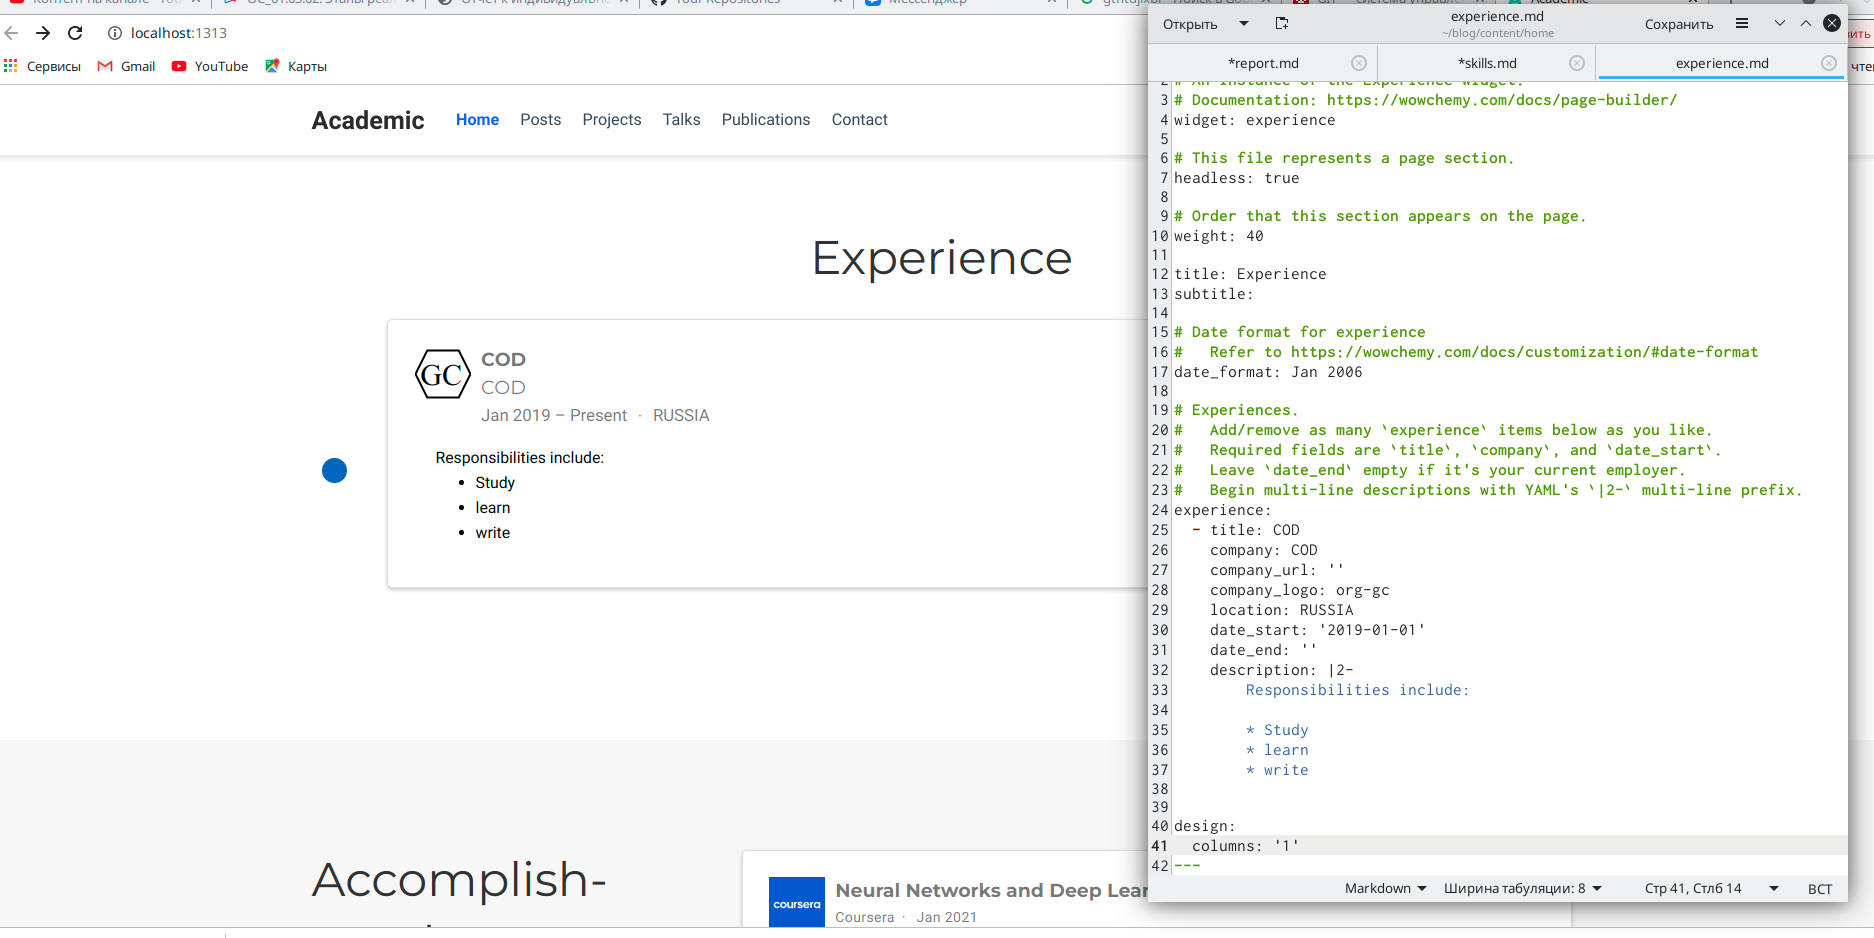 localhost:1313
Сервисы Gmail YouTube Карты
Academic Home Posts Projects Talks Publications Contact
Experience
GC
COD
COD
Jan 2019 – Present · RUSSIA
Responsibilities include:
• Study
• learn
• write
Accomplish-
coursera
Neural Networks and Deep Lear
Coursera · Jan 2021
Открыть
experience.md
~/blog/content/home
Сохранить
*report.md *skills.md experience.md
2 # An instance of the Experience widget.
3 # Documentation: https://wowchemy.com/docs/page-builder/
4 widget: experience
5
6 # This file represents a page section.
7 headless: true
8
9 # Order that this section appears on the page.
10 weight: 40
11
12 title: Experience
13 subtitle:
14
15 # Date format for experience
16 #   Refer to https://wowchemy.com/docs/customization/#date-format
17 date_format: Jan 2006
18
19 # Experiences.
20 #   Add/remove as many `experience` items below as you like.
21 #   Required fields are `title`, `company`, and `date_start`.
22 #   Leave `date_end` empty if it's your current employer.
23 #   Begin multi-line descriptions with YAML's `|2-` multi-line prefix.
24 experience:
25   - title: COD
26     company: COD
27     company_url: ''
28     company_logo: org-gc
29     location: RUSSIA
30     date_start: '2019-01-01'
31     date_end: ''
32     description: |2-
33         Responsibilities include:
34
35         * Study
36         * learn
37         * write
38
39
40 design:
41   columns: '1'
42 ---
Markdown Ширина табуляции: 8 Стр 41, Стлб 14 ВСТ